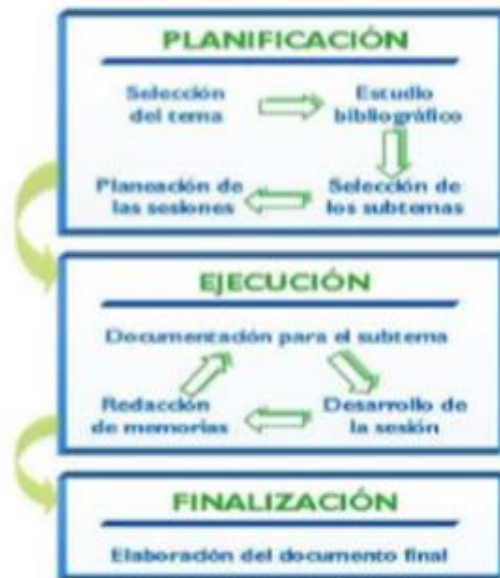 PLANIFICACIÓN
Selección
del tema
Estudio
bibliográfico
Planeación de
las sesiones
Selección de
los subtemas
EJECUCIÓN
Documentación para el subtema
Redacción
de memorias
Desarrollo de
la sesión
FINALIZACIÓN
Elaboración del documento final